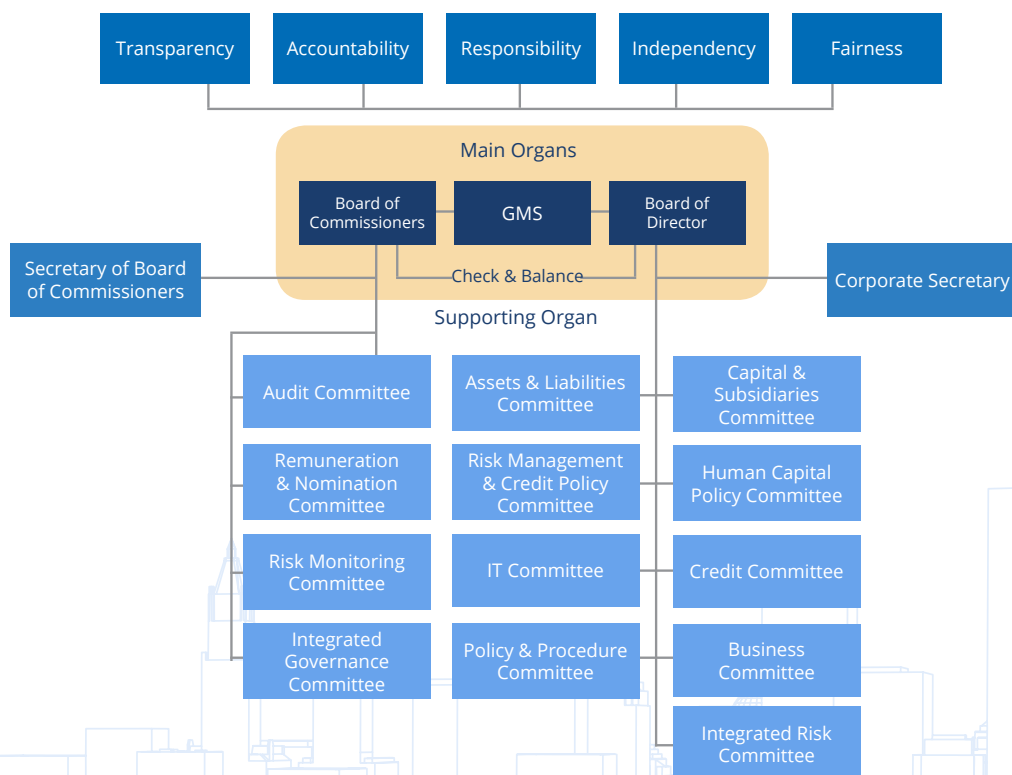 Transparency
Accountability
Responsibility
Independency
Fairness
Main Organs
Board of
Commissioners
GMS
Board of
Director
Secretary of Board
of Commissioners
Check & Balance
Corporate Secretary
Supporting Organ
Audit Committee
Assets & Liabilities
Committee
Capital &
Subsidiaries
Committee
Remuneration
& Nomination
Committee
Risk Management
& Credit Policy
Committee
Human Capital
Policy Committee
Risk Monitoring
Committee
IT Committee
Credit Committee
Integrated
Governance
Committee
Policy & Procedure
Committee
Business
Committee
Integrated Risk
Committee